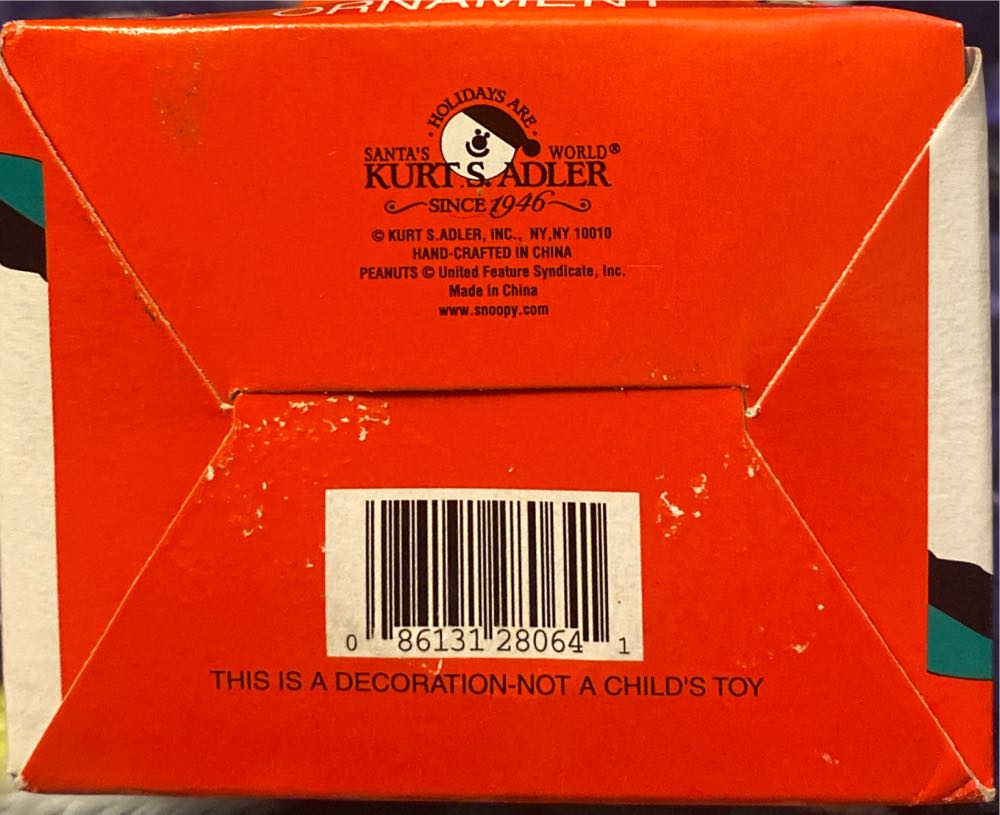 ORNAMENT
HOLIDAYS ARE
SANTA'S WORLD®
KURT S. ADLER
SINCE 1946
© KURT S.ADLER, INC., NY,NY 10010
HAND-CRAFTED IN CHINA
PEANUTS © United Feature Syndicate, Inc.
Made in China
www.snoopy.com
0 86131 28064 1
THIS IS A DECORATION-NOT A CHILD'S TOY